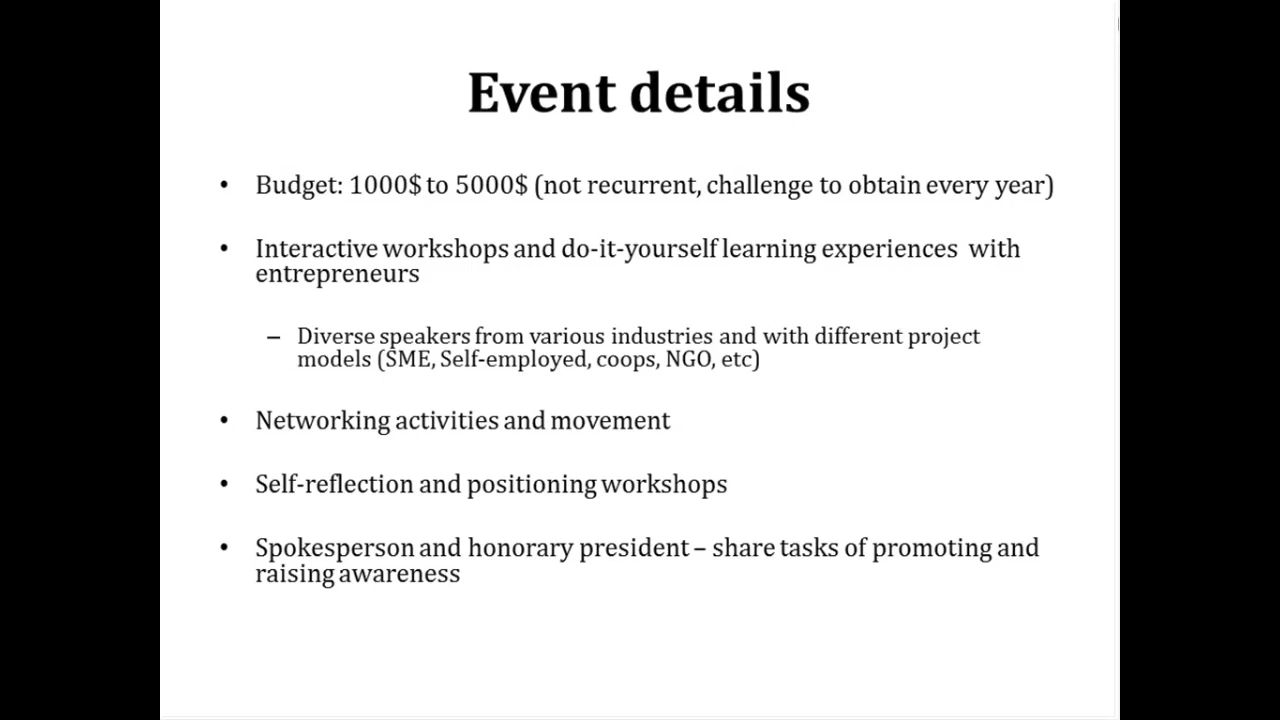 Event details
• Budget: 1000$ to 5000$ (not recurrent, challenge to obtain every year)
• Interactive workshops and do-it-yourself learning experiences with
entrepreneurs
– Diverse speakers from various industries and with different project
models (SME, Self-employed, coops, NGO, etc)
• Networking activities and movement
• Self-reflection and positioning workshops
• Spokesperson and honorary president – share tasks of promoting and
raising awareness